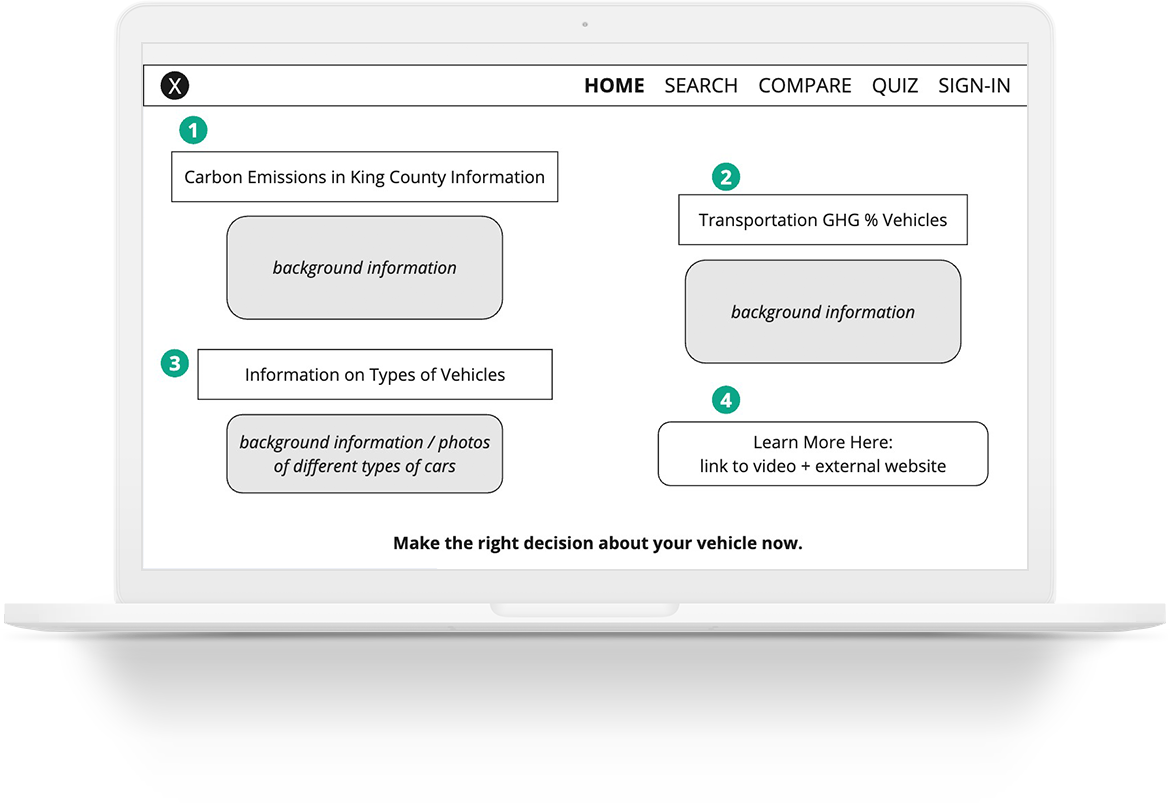 X
HOME SEARCH COMPARE QUIZ SIGN-IN
1
Carbon Emissions in King County Information
background information
2
Transportation GHG % Vehicles
background information
3
Information on Types of Vehicles
background information / photos
of different types of cars
4
Learn More Here:
link to video + external website
Make the right decision about your vehicle now.